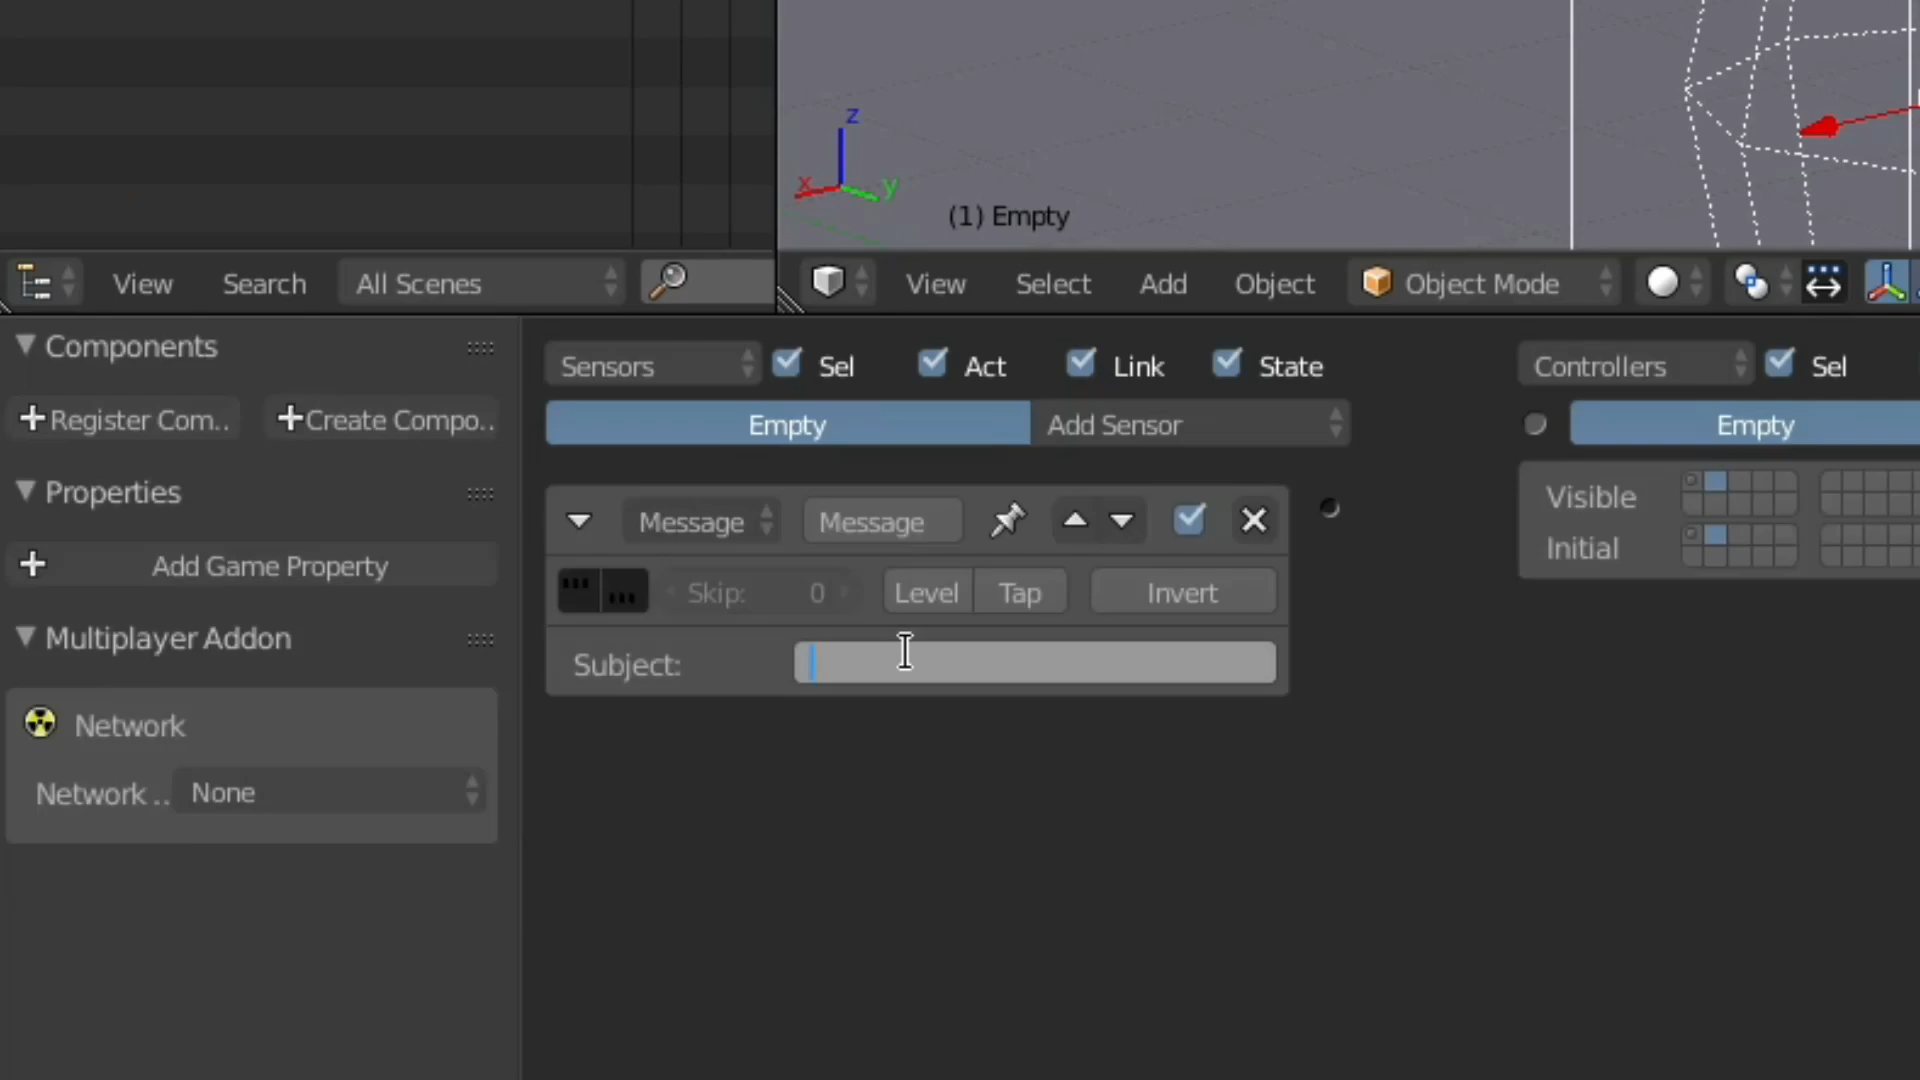 z
x
y
(1) Empty
View
Search
All Scenes
View
Select
Add
Object
Object Mode
Components
Register Com..
Create Compo..
Properties
Add Game Property
Multiplayer Addon
Network
Network ..
None
Sensors
Sel
Act
Link
State
Empty
Add Sensor
Message
Message
Skip:
0
Level
Tap
Invert
Subject:
Controllers
Sel
Empty
Visible
Initial